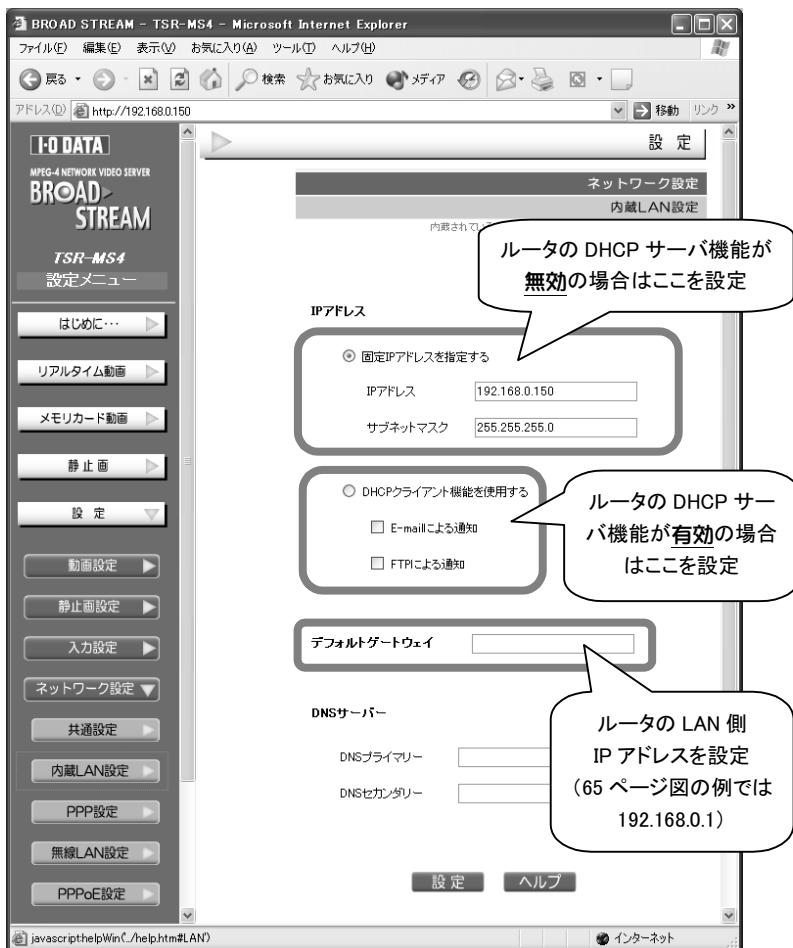 BROAD STREAM - TSR-MS4 - Microsoft Internet Explorer
ファイル(F) 編集(E) 表示(V) お気に入り(A) ツール(T) ヘルプ(H)
戻る 検索 お気に入り メディア
アドレス(D) http://192.168.0.150 移動 リンク »
I-O DATA
MPEG-4 NETWORK VIDEO SERVER
BROAD
STREAM
TSR-MS4
設定メニュー
はじめに…
リアルタイム動画
メモリカード動画
静止画
設 定
動画設定
静止画設定
入力設定
ネットワーク設定
共通設定
内蔵LAN設定
PPP設定
無線LAN設定
PPPoE設定
設 定
ネットワーク設定
内蔵LAN設定
内蔵されてい
ルータの DHCP サーバ機能が
無効の場合はここを設定
IPアドレス
固定IPアドレスを指定する
IPアドレス 192.168.0.150
サブネットマスク 255.255.255.0
DHCPクライアント機能を使用する
E-mailによる通知
FTPによる通知
ルータの DHCP サー
バ機能が有効の場合
はここを設定
デフォルトゲートウェイ
DNSサーバー
DNSプライマリー
DNSセカンダリー
ルータの LAN 側
IP アドレスを設定
(65 ページ図の例では
192.168.0.1)
設 定 ヘルプ
javascript:helpWin('../help.htm#LAN') インターネット